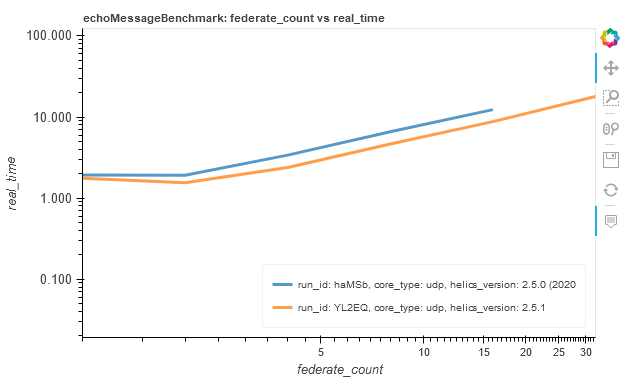 echoMessageBenchmark: federate_count vs real_time
100.000
10.000
1.000
0.100
real_time
run_id: haMSb, core_type: udp, helics_version: 2.5.0 (2020
run_id: YL2EQ, core_type: udp, helics_version: 2.5.1
5 10 15 20 25 30
federate_count